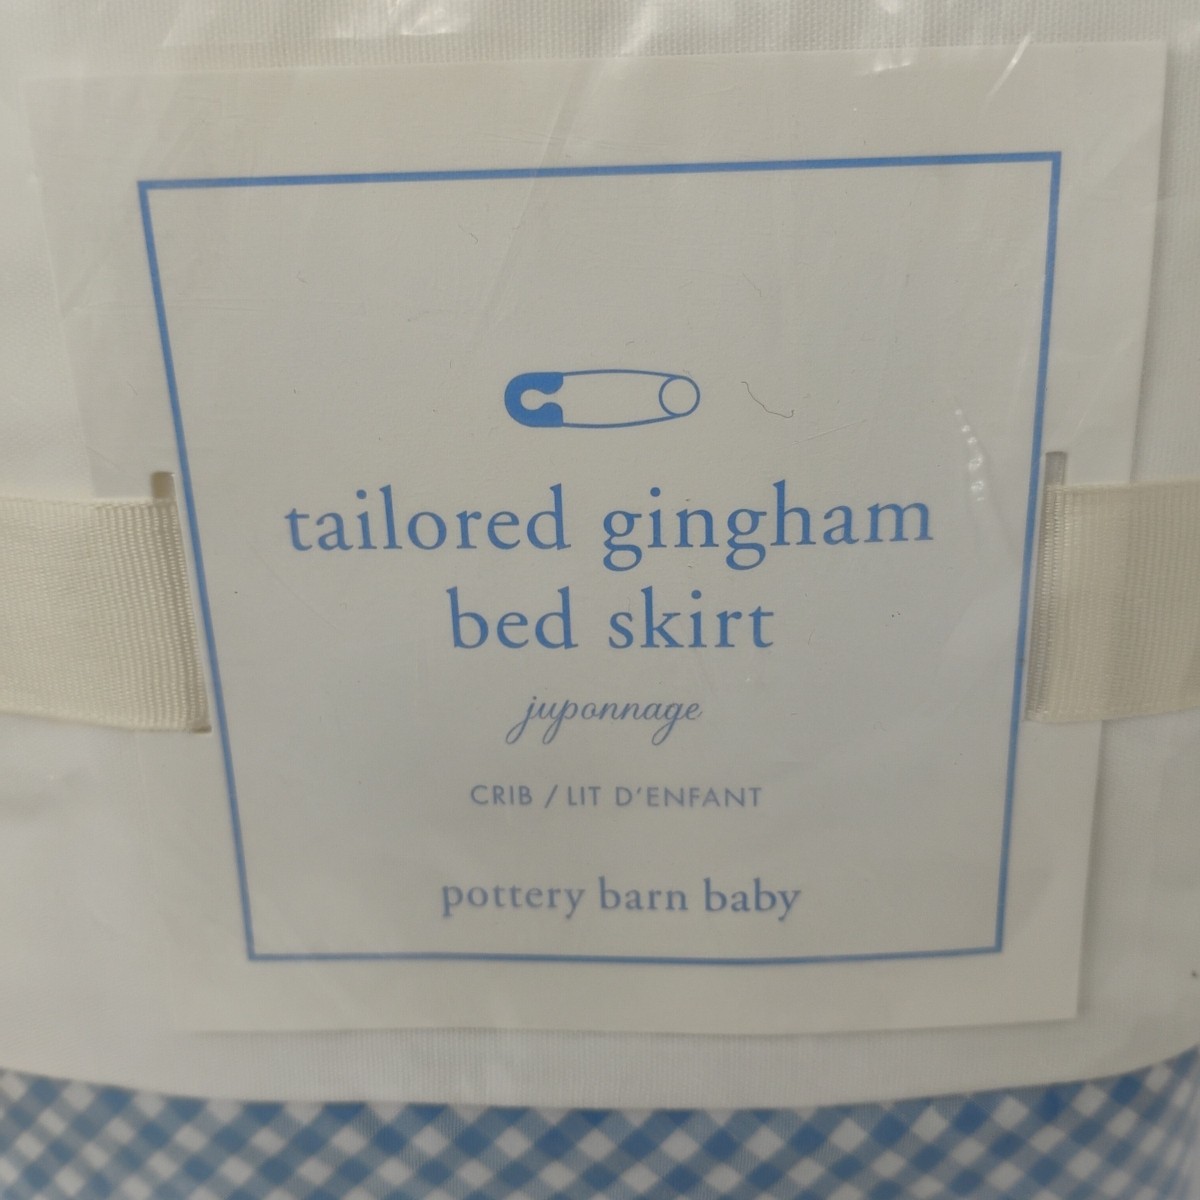 tailored gingham
bed skirt
juponnage
CRIB / LIT D'ENFANT
pottery barn baby